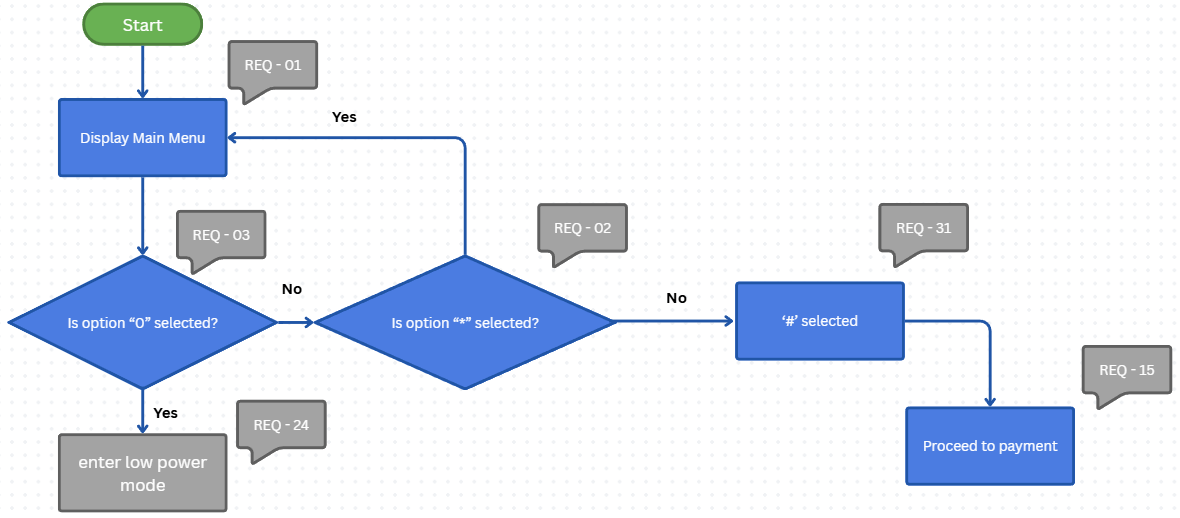 Start
REQ - 01
Display Main Menu
Yes
REQ - 03
REQ - 02
REQ - 31
No
No
Is option “0” selected?
Is option “*” selected?
‘#’ selected
REQ - 15
Yes
REQ - 24
Proceed to payment
enter low power
mode